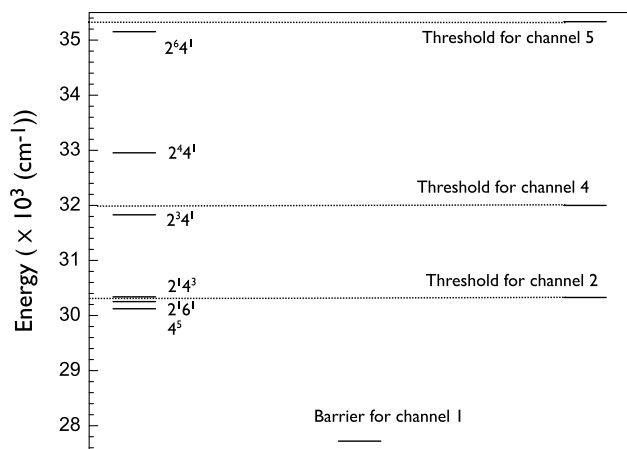 35
Threshold for channel 5
2⁶4¹
34
33
2⁴4¹
Threshold for channel 4
32
2³4¹
31
Threshold for channel 2
2¹4³
30
2¹6¹
4⁵
29
Barrier for channel 1
28
Energy ( × 10³ (cm⁻¹))